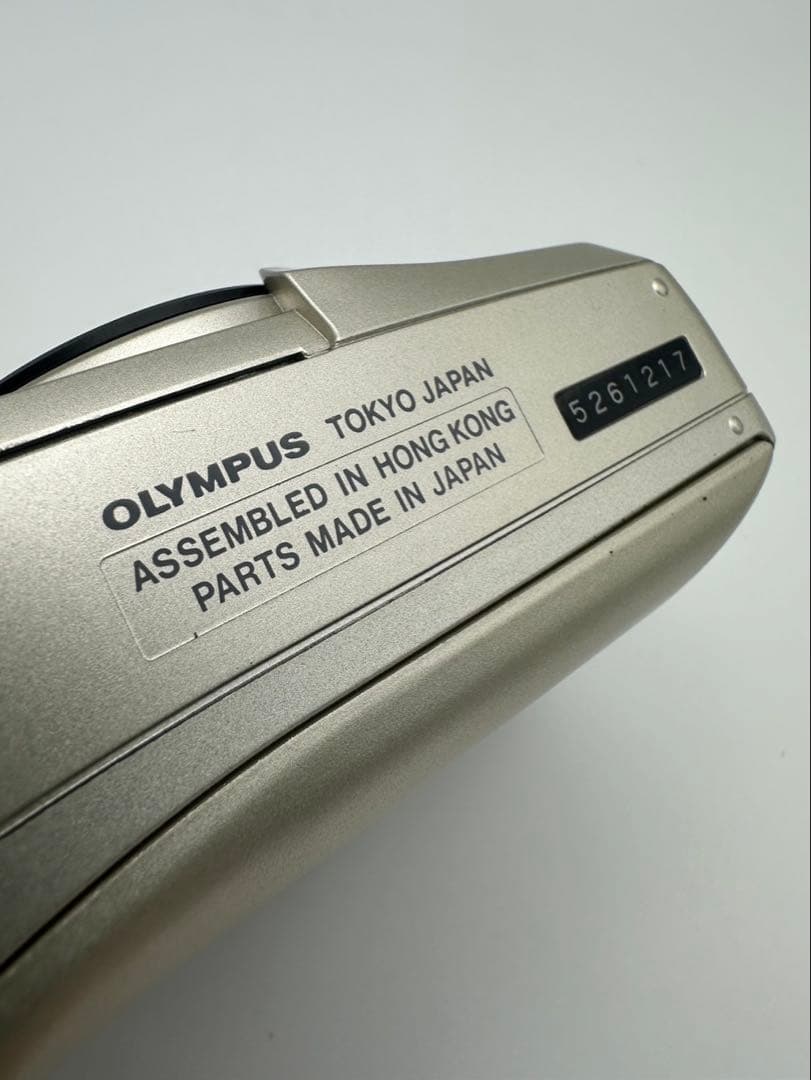 OLYMPUS TOKYO JAPAN
ASSEMBLED IN HONG KONG
PARTS MADE IN JAPAN
5261217